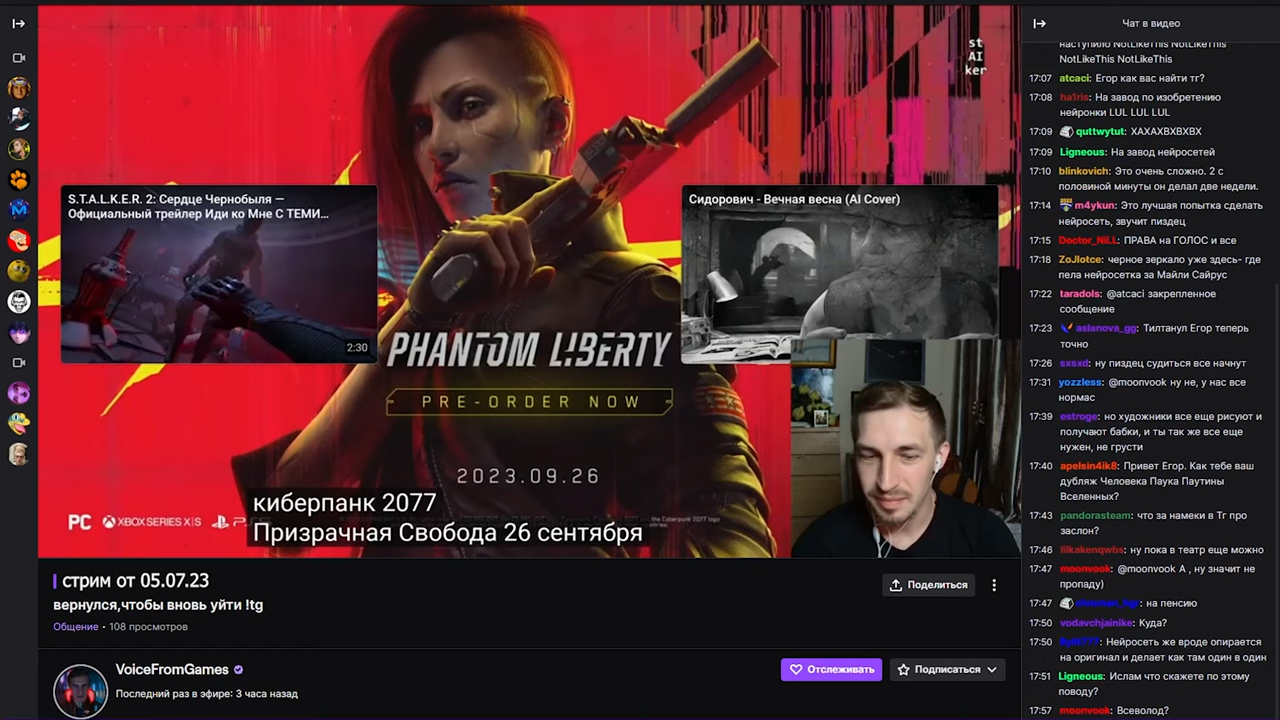 st
AI
ker
S.T.A.L.K.E.R. 2: Сердце Чернобыля —
Официальный трейлер Иди ко Мне С ТЕМИ...
2:30
Сидорович - Вечная весна (AI Cover)
PHANTOM LIBERTY
PRE-ORDER NOW
2023.09.26
PC XBOX SERIES X|S
киберпанк 2077
Призрачная Свобода 26 сентября
стрим от 05.07.23
вернулся,чтобы вновь уйти !tg
Общение • 108 просмотров
Поделиться
VoiceFromGames
Последний раз в эфире: 3 часа назад
Отслеживать
Подписаться
Чат в видео
наступило NotLikeThis NotLikeThis
NotLikeThis NotLikeThis
17:07 atcaci: Егор как вас найти тг?
17:08 ha1ris: На завод по изобретению
нейронки LUL LUL LUL
17:09 quttwytut: ХАХАХВХВХВХ
17:09 Ligneous: На завод нейросетей
17:10 blinkovich: Это очень сложно. 2 с
половиной минуты он делал две недели.
17:14 m4ykun: Это лучшая попытка сделать
нейросеть, звучит пиздец
17:15 Doctor_NiLL: ПРАВА на ГОЛОС и все
17:18 ZoJIotce: черное зеркало уже здесь- где
пела нейросетка за Майли Сайрус
17:22 taradols: @atcaci закрепленное
сообщение
17:23 aslanova_gg: Тилтанул Егор теперь
точно
17:26 sxsxd: ну пиздец судиться все начнут
17:31 yozzless: @moonvook ну не, у нас все
нормас
17:39 estroge: но художники все еще рисуют и
получают бабки, и ты так же все еще
нужен, не грусти
17:40 apelsin4ik8: Привет Егор. Как тебе ваш
дубляж Человека Паука Паутины
Вселенных?
17:43 pandorasteam: что за намеки в Тг про
заслон?
17:46 lilkakenqwbs: ну пока в театр еще можно
17:47 moonvook: @moonvook А , ну значит не
пропаду)
17:47 : на пенсию
17:50 vodavchjainike: Куда?
17:50 : Нейросеть же вроде опирается
на оригинал и делает как там один в один
17:51 Ligneous: Ислам что скажете по этому
поводу?
17:57 moonvook: Всеволод?